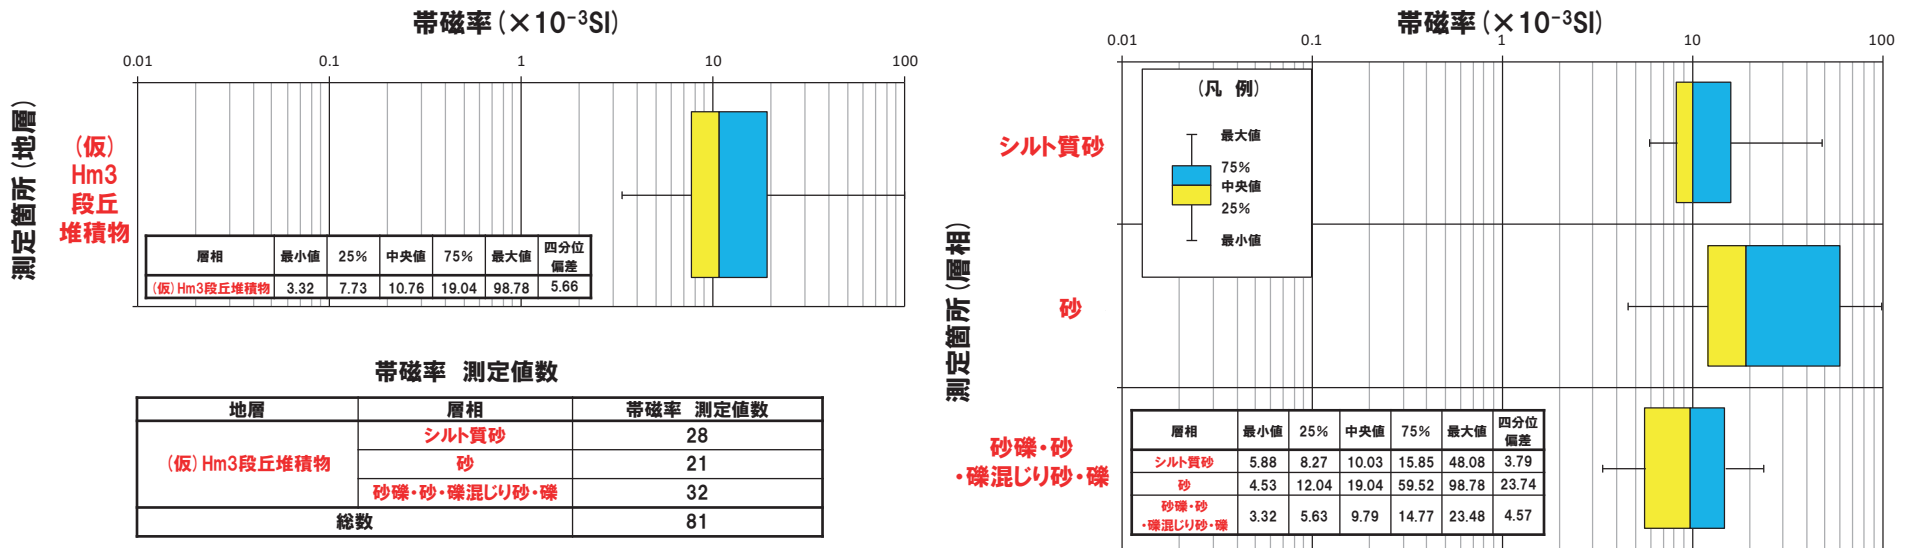 帯磁率(×10⁻³SI)
0.01 0.1 1 10 100
測定箇所(地層)
(仮)
Hm3
段丘
堆積物
層相 最小値 25% 中央値 75% 最大値 四分位偏差
(仮)Hm3段丘堆積物 3.32 7.73 10.76 19.04 98.78 5.66
帯磁率 測定値数
地層 層相 帯磁率 測定値数
(仮)Hm3段丘堆積物
シルト質砂 28
砂 21
砂礫・砂・礫混じり砂・礫 32
総数 81
帯磁率(×10⁻³SI)
0.01 0.1 1 10 100
測定箇所(層相)
(凡 例)
最大値
75%
中央値
25%
最小値
シルト質砂
砂
砂礫・砂
・礫混じり砂・礫
層相 最小値 25% 中央値 75% 最大値 四分位偏差
シルト質砂 5.88 8.27 10.03 15.85 48.08 3.79
砂 4.53 12.04 19.04 59.52 98.78 23.74
砂礫・砂
・礫混じり砂・礫 3.32 5.63 9.79 14.77 23.48 4.57